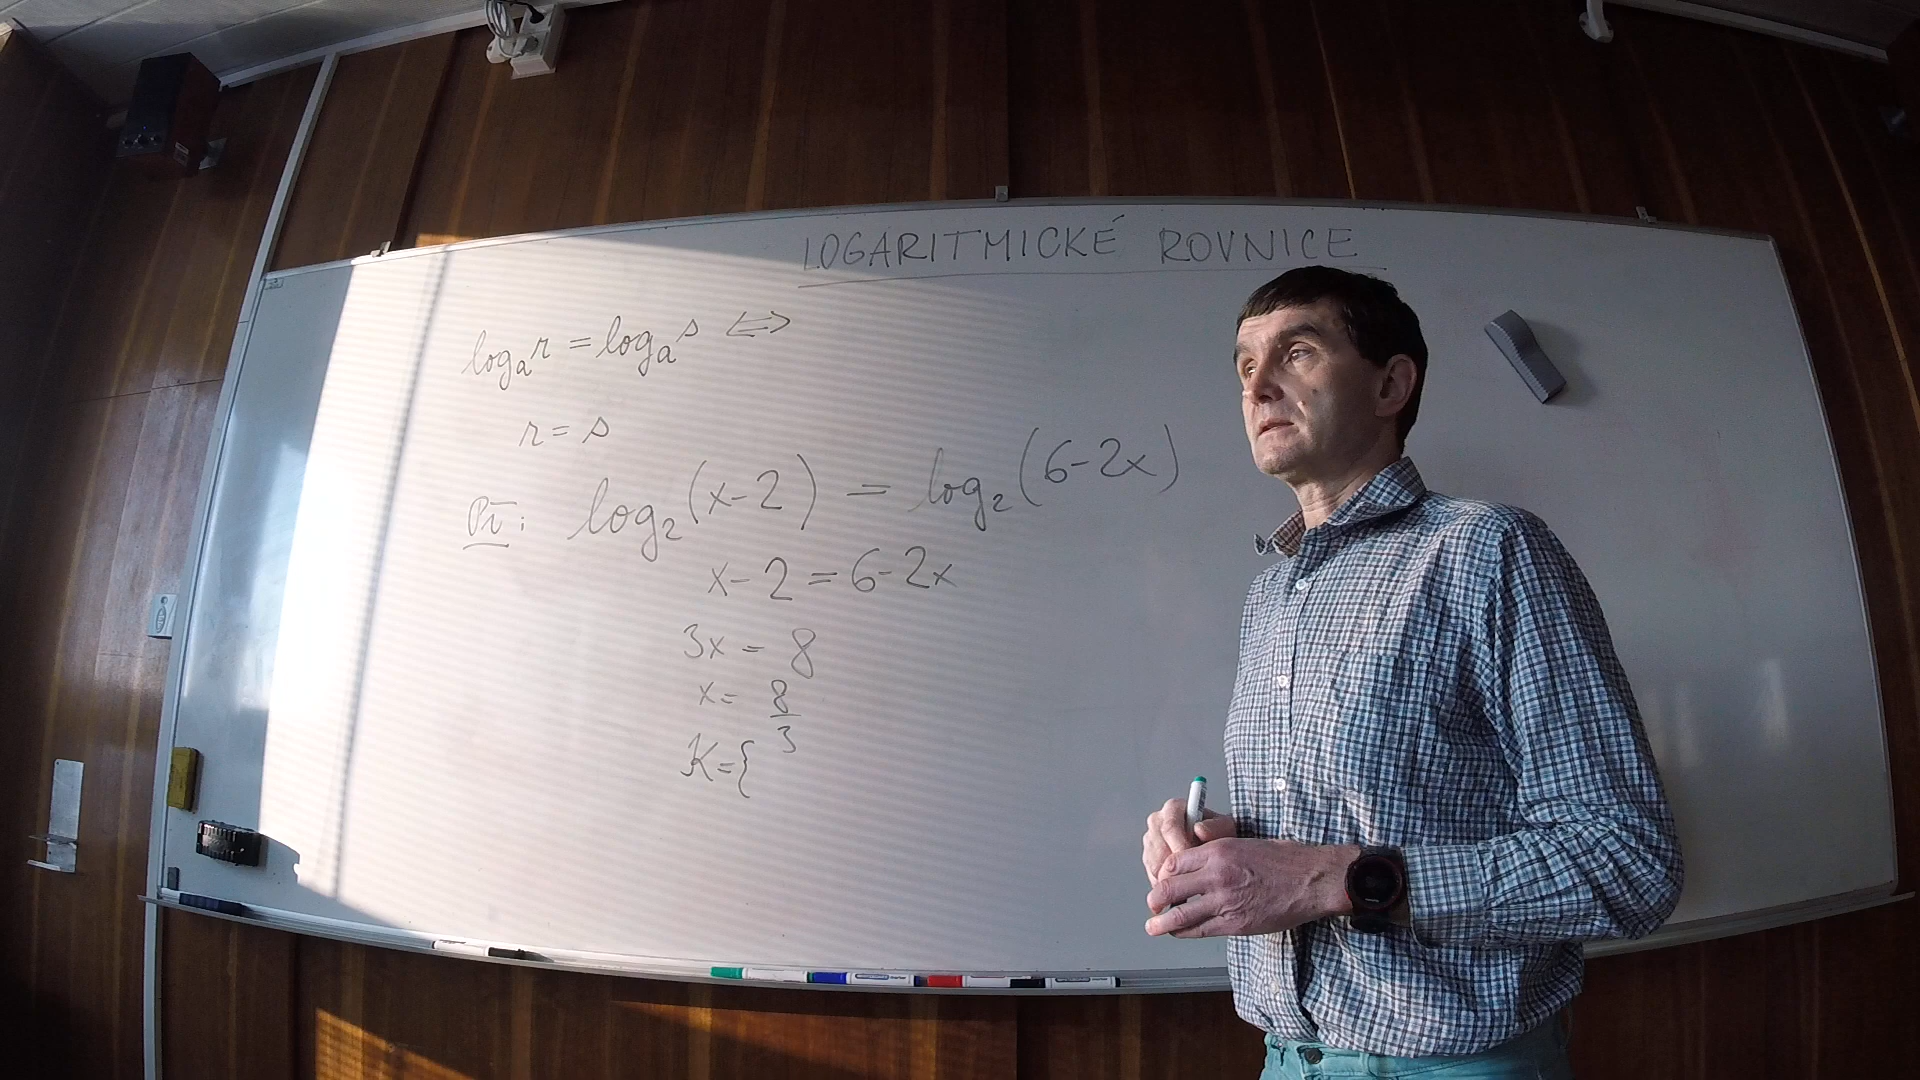 LOGARITMICKÉ ROVNICE
logₐr = logₐs ⇔
r = s
Př: log₂(x-2) = log₂(6-2x)
x-2 = 6-2x
3x = 8
x = 8/3
K={